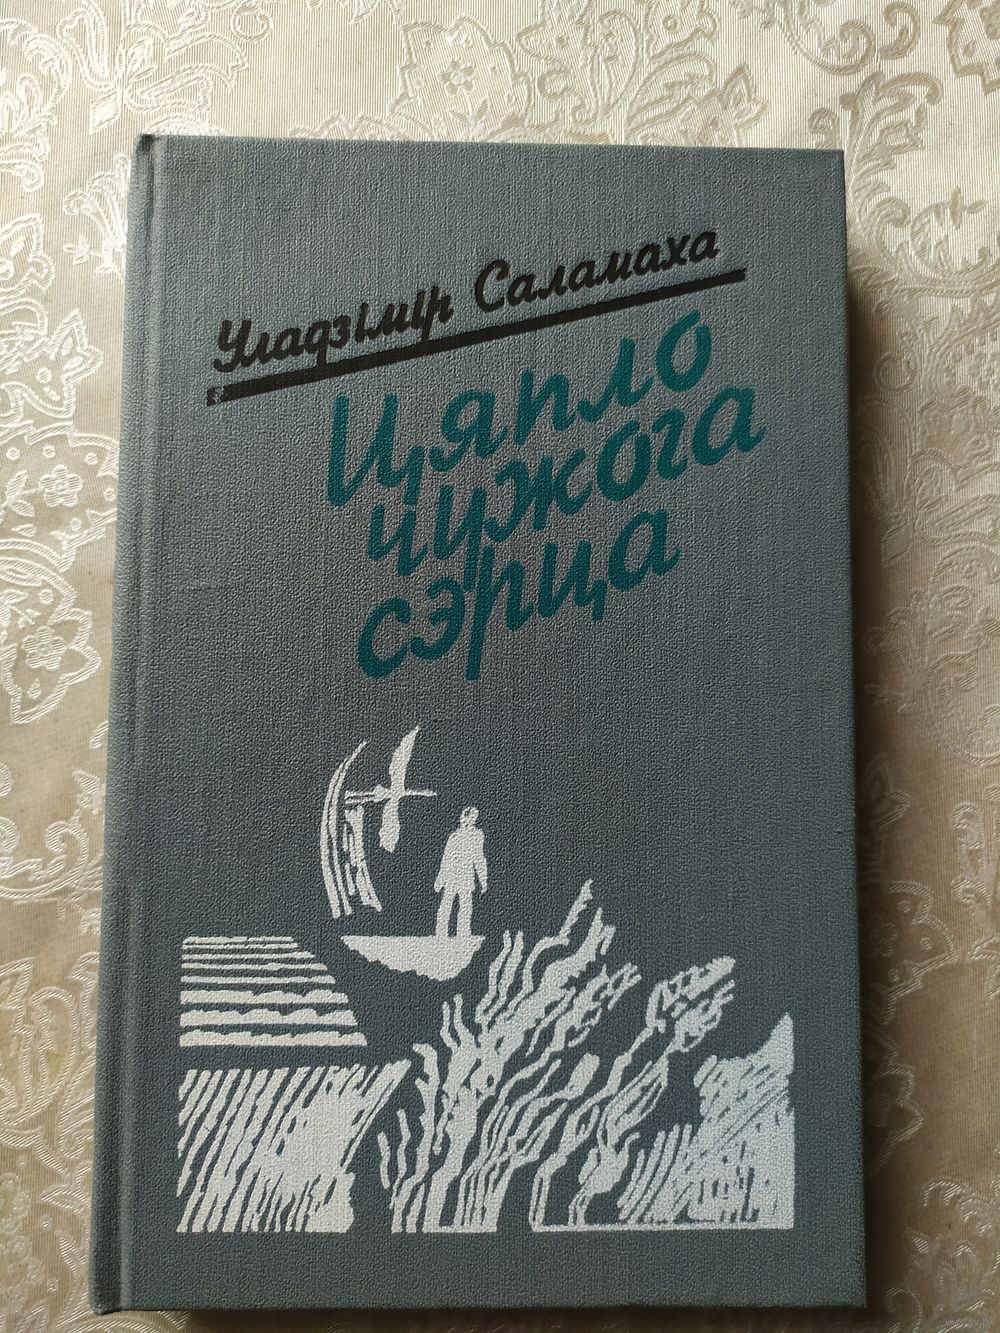 Уладзімір Саламаха
Цяпло
чужога
сэрца